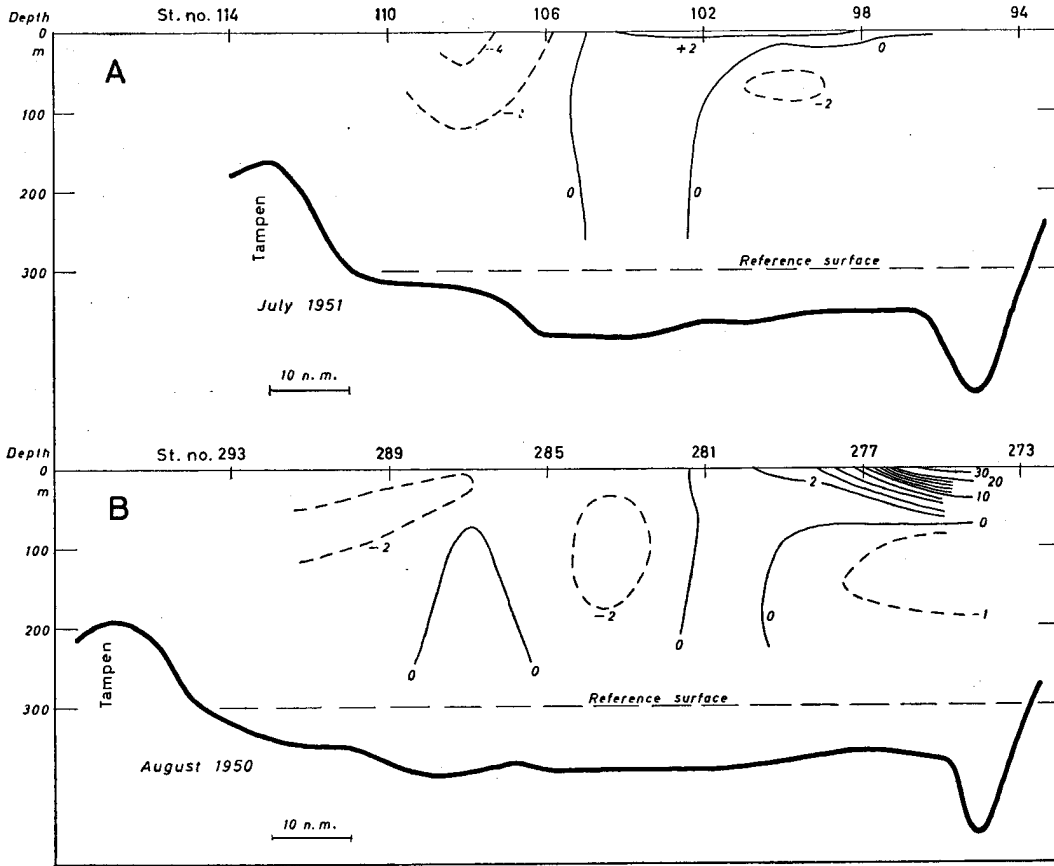 Depth St. no. 114 110 106 102 98 94
0
m
A
-4
+2
0
100
-2
-2
200
0
0
Tampen
Reference surface
300
July 1951
10 n. m.
Depth St. no. 293 289 285 281 277 273
0
m
B
2
30
20
10
0
100
-2
-2
-1
0
200
0
0
0
Tampen
Reference surface
300
August 1950
10 n. m.